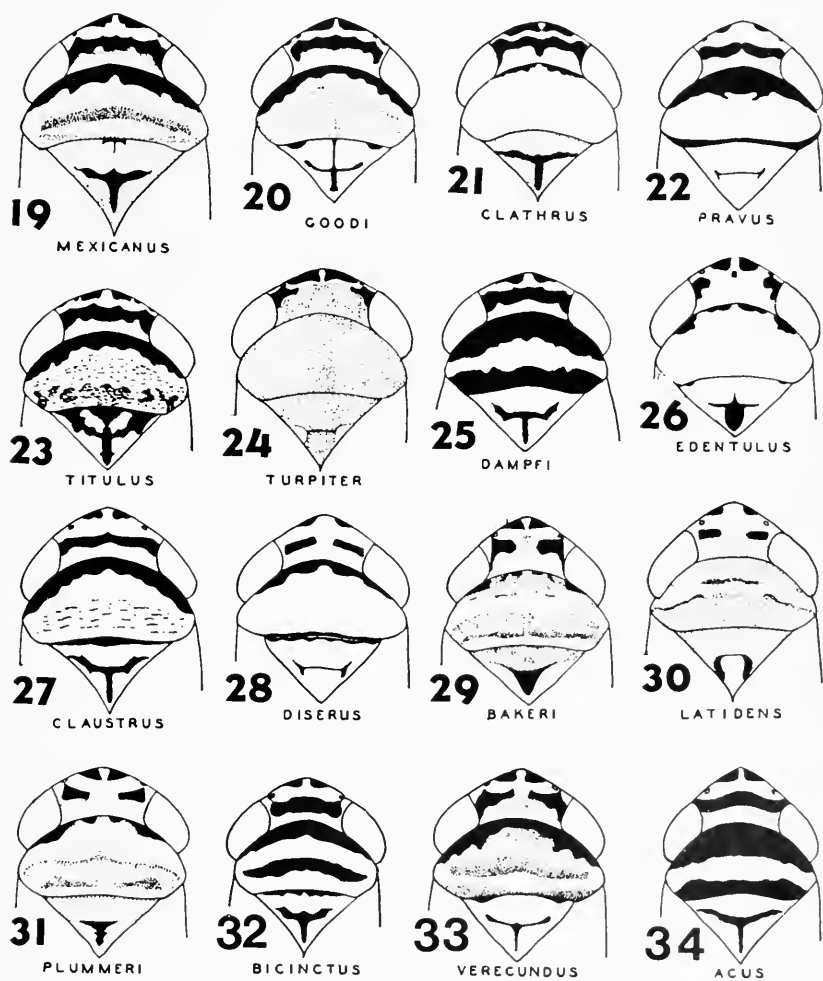 19 MEXICANUS
20 GOODI
21 CLATHRUS
22 PRAVUS
23 TITULUS
24 TURPITER
25 DAMPFI
26 EDENTULUS
27 CLAUSTRUS
28 DISERUS
29 BAKERI
30 LATIDENS
31 PLUMMERI
32 BICINCTUS
33 VERECUNDUS
34 ACUS